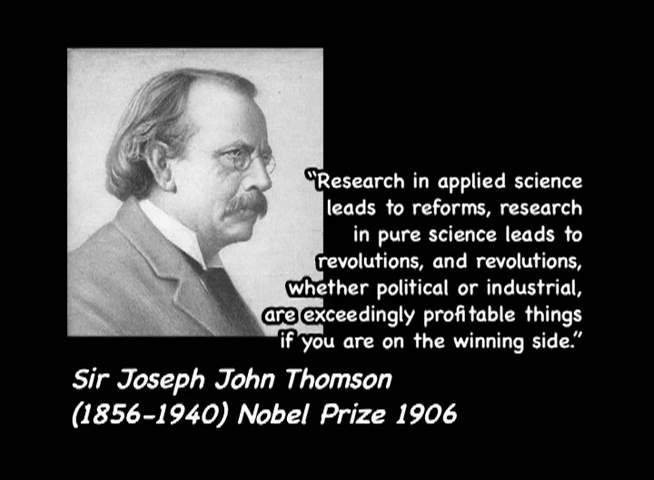 “Research in applied science
leads to reforms, research
in pure science leads to
revolutions, and revolutions,
whether political or industrial,
are exceedingly profitable things
if you are on the winning side.”
Sir Joseph John Thomson
(1856-1940) Nobel Prize 1906